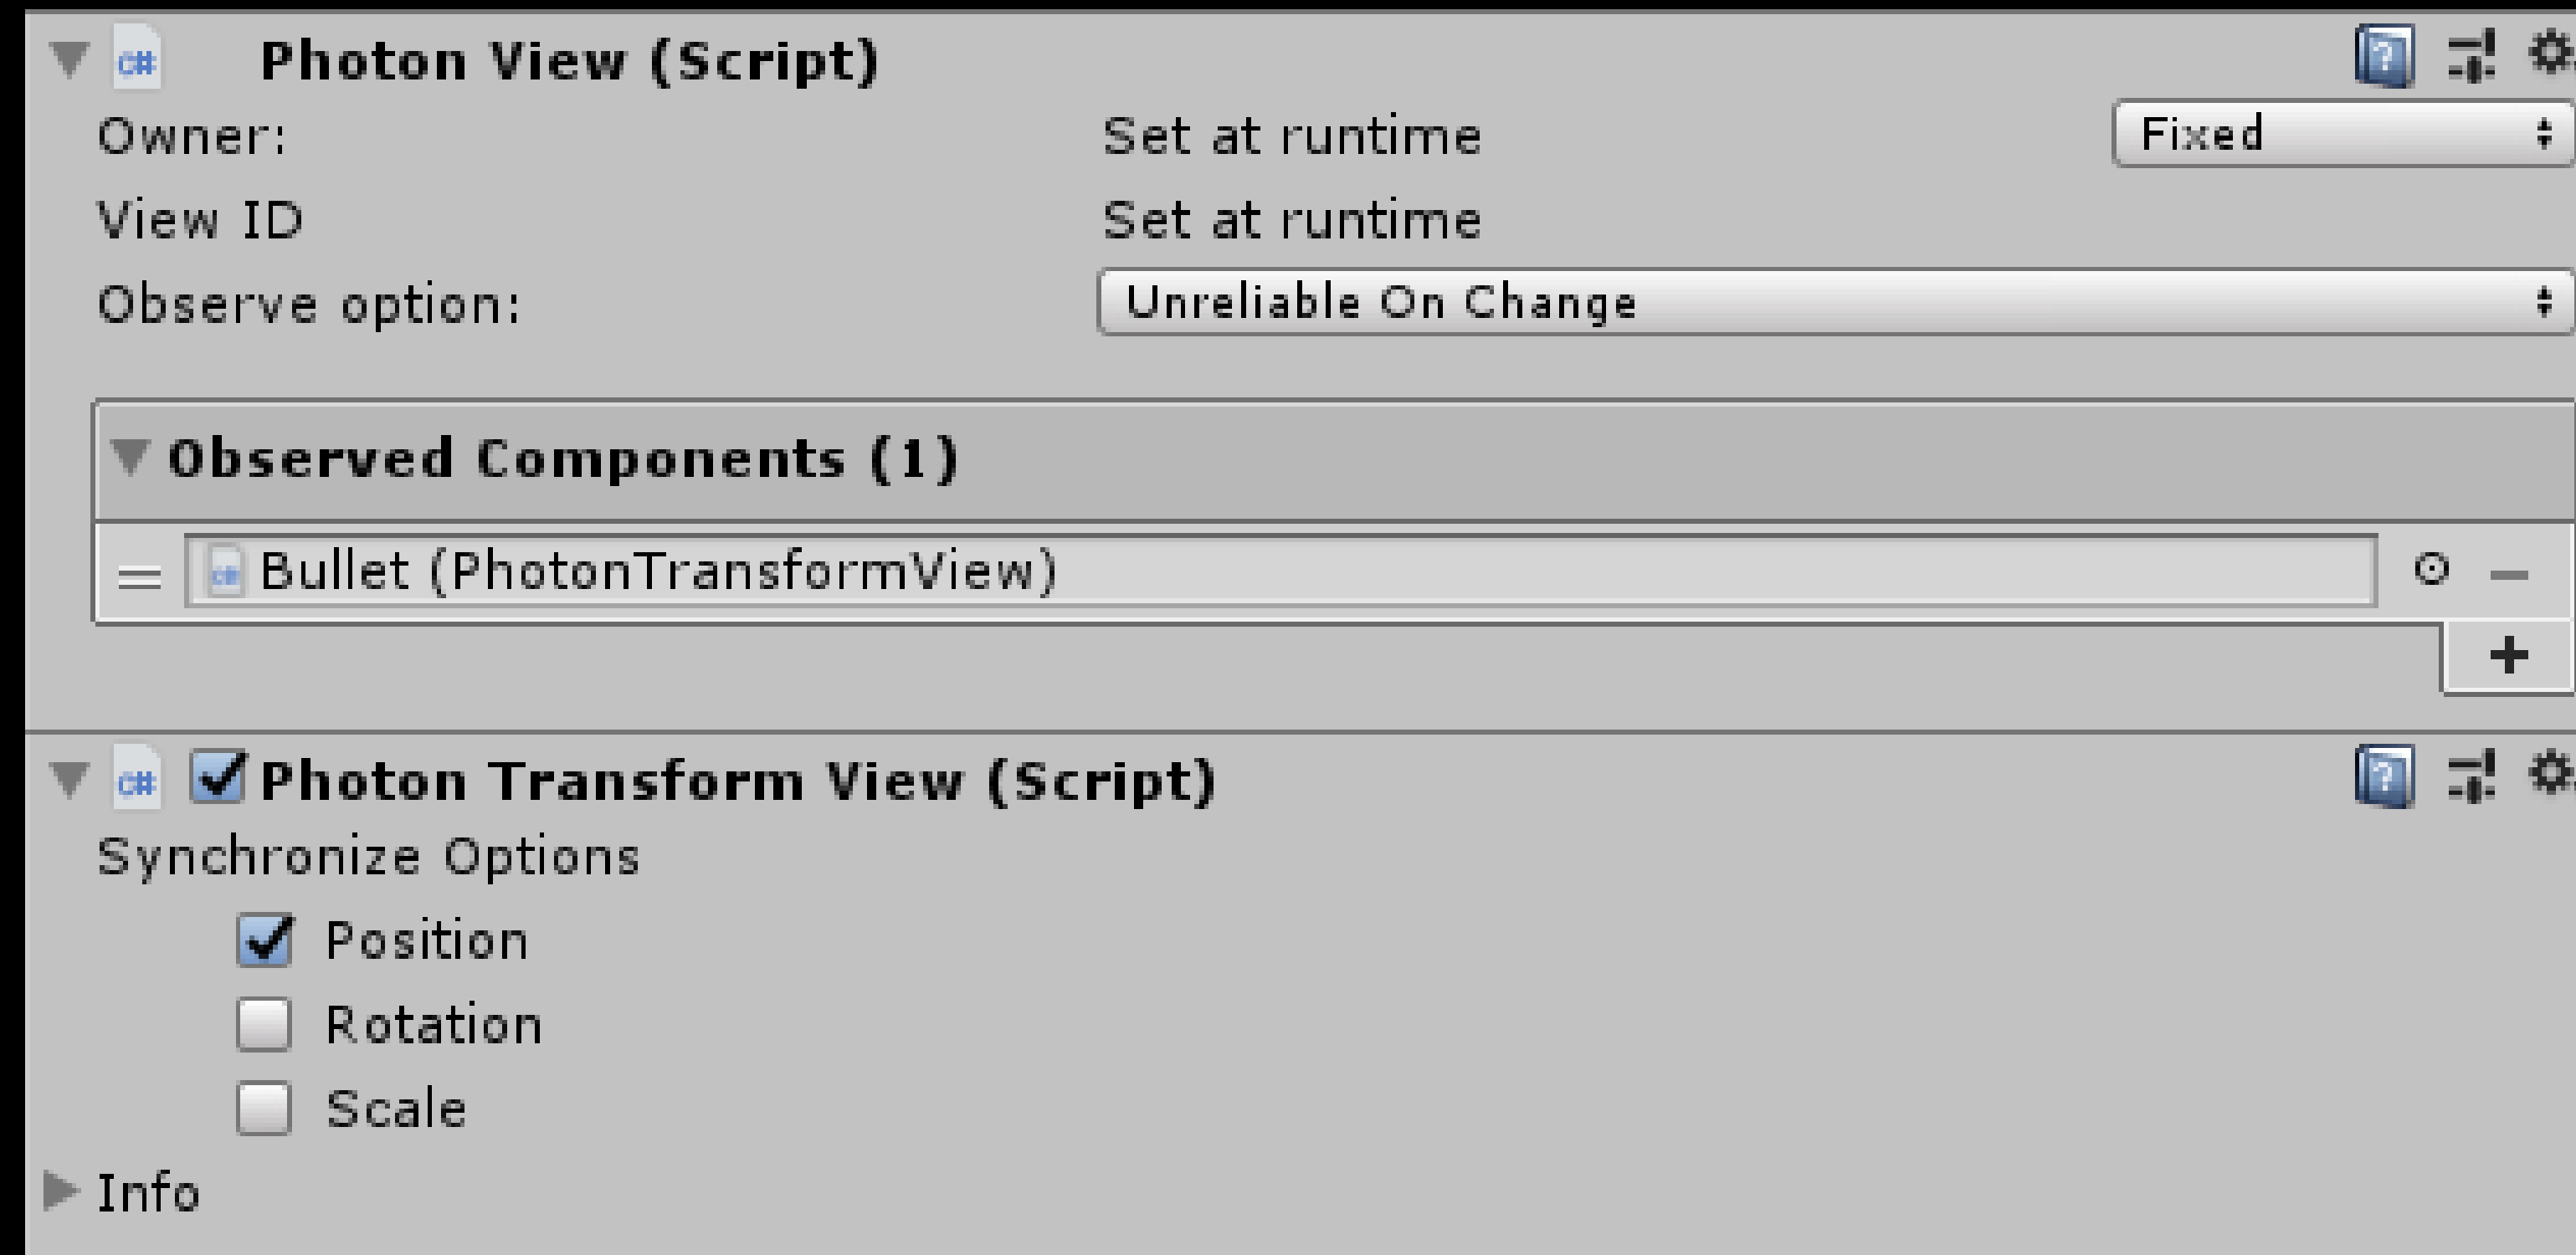 Photon View (Script)
Owner: Set at runtime Fixed
View ID Set at runtime
Observe option: Unreliable On Change
Observed Components (1)
Bullet (PhotonTransformView)
Photon Transform View (Script)
Synchronize Options
Position
Rotation
Scale
Info